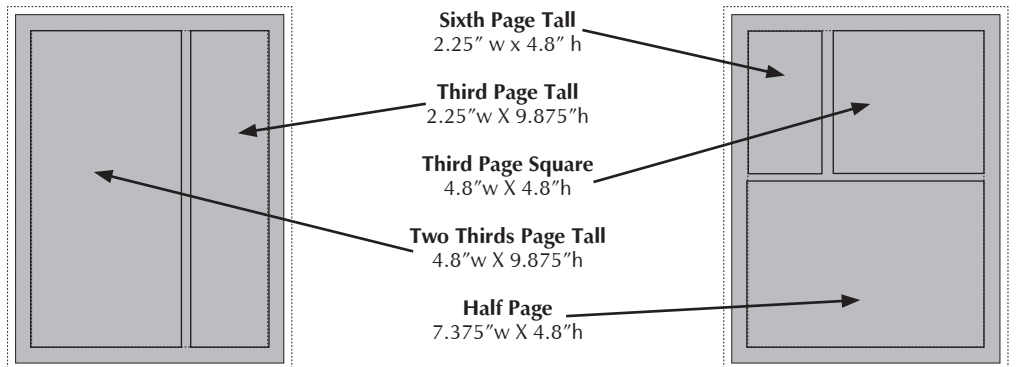 Sixth Page Tall
2.25″ w x 4.8″ h
Third Page Tall
2.25″w X 9.875″h
Third Page Square
4.8″w X 4.8″h
Two Thirds Page Tall
4.8″w X 9.875″h
Half Page
7.375″w X 4.8″h